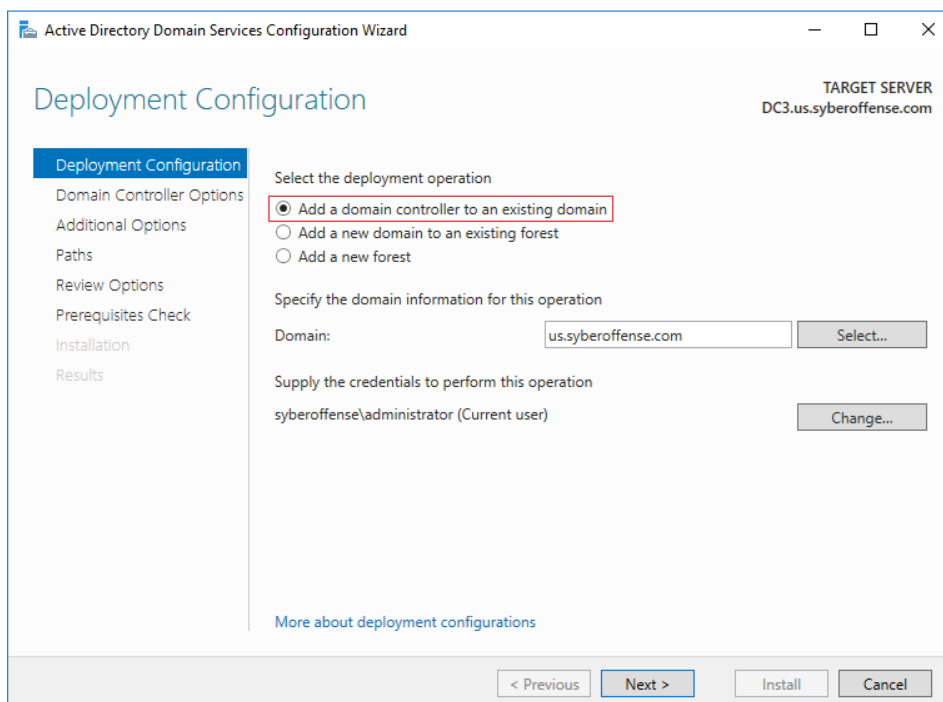 Active Directory Domain Services Configuration Wizard
Deployment Configuration
TARGET SERVER
DC3.us.syberoffense.com
Deployment Configuration
Domain Controller Options
Additional Options
Paths
Review Options
Prerequisites Check
Installation
Results
Select the deployment operation
Add a domain controller to an existing domain
Add a new domain to an existing forest
Add a new forest
Specify the domain information for this operation
Domain:
us.syberoffense.com
Select...
Supply the credentials to perform this operation
syberoffense\administrator (Current user)
Change...
More about deployment configurations
< Previous
Next >
Install
Cancel